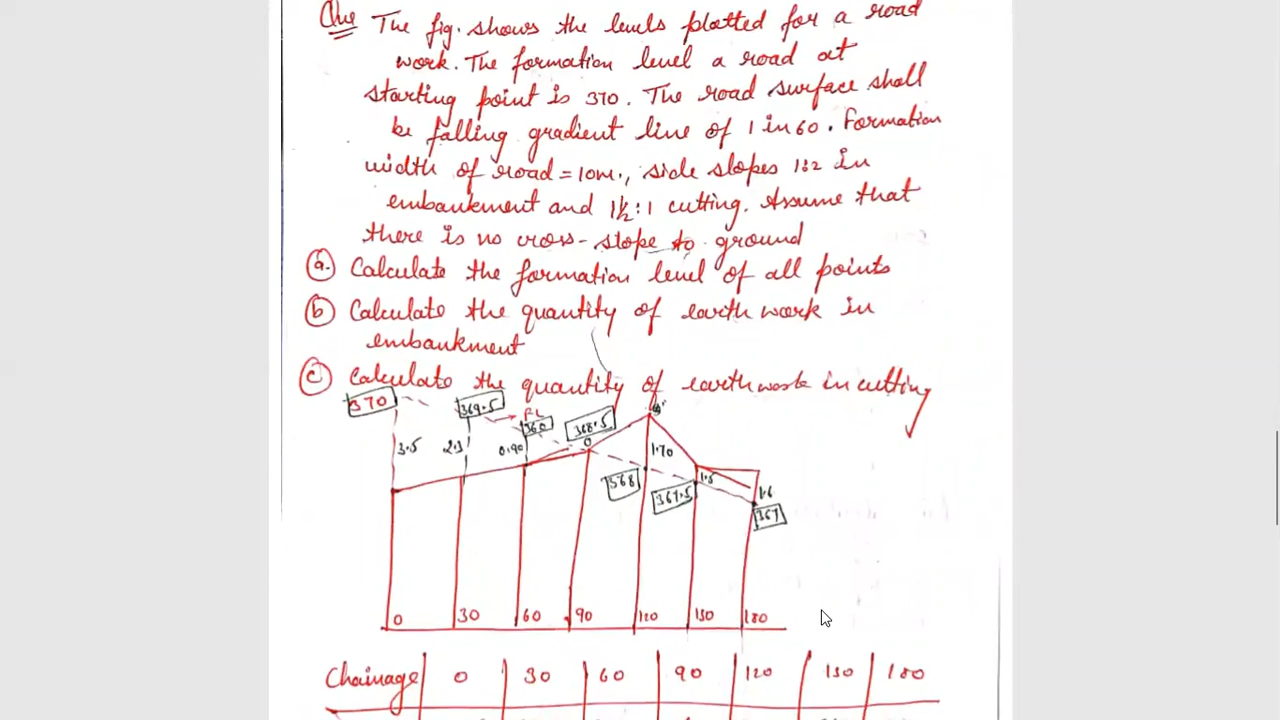 Que The fig. shows the levels platted for a road
work. The formation level a road at
starting point is 370. The road surface shall
be falling gradient line of 1 in 60. Formation
width of road = 10m., side slopes 1:2 in
embankment and 1½:1 cutting. Assume that
there is no cross-slope to ground
a. Calculate the formation level of all points
b Calculate the quantity of earth work in
embankment
c Calculate the quantity of earthwork in cutting
370 369.5 FL
360 368.5
3.5 2.3 0.90 0 1.70
368 367.5 1.5 1.6
367
0 30 60 90 120 150 180
Chainage 0 30 60 90 120 150 180